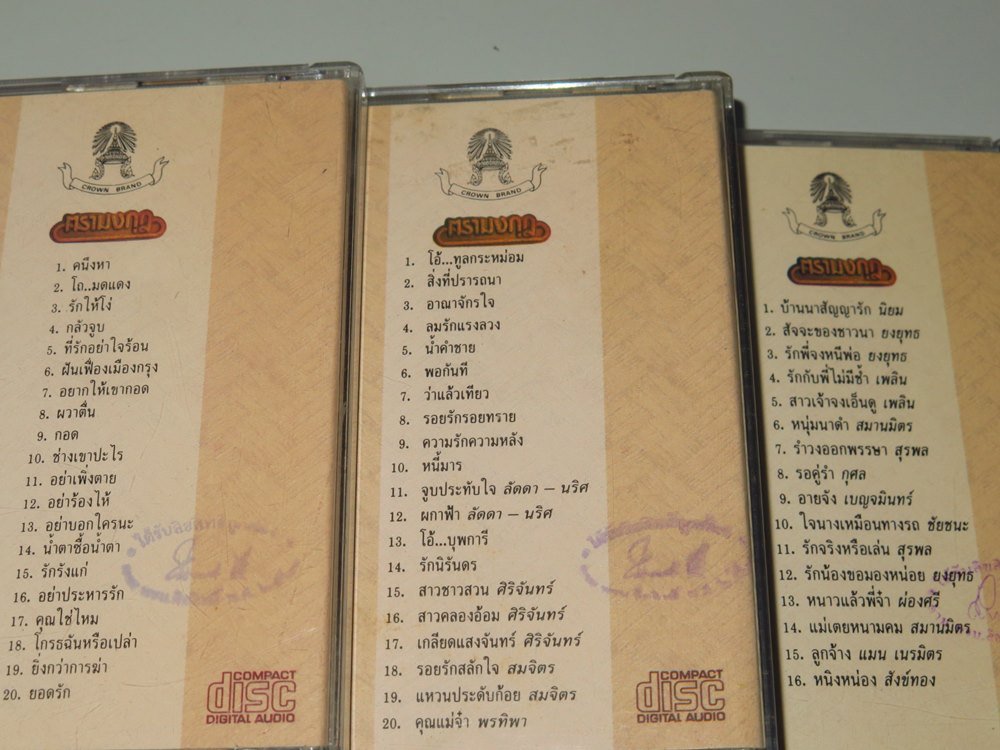 CROWN BRAND
ตรามงกุฎ
1. คนึงหา
2. โถ..มดแดง
3. รักให้โง่
4. กลัวจูบ
5. ที่รักอย่าใจร้อน
6. ฝันเฟื่องเมืองกรุง
7. อยากให้เขากอด
8. ผวาตื่น
9. กอด
10. ช่างเขาปะไร
11. อย่าเพิ่งตาย
12. อย่าร้องไห้
13. อย่าบอกใครนะ
14. น้ำตาซื้อน้ำตา
15. รักรังแก่
16. อย่าประหารรัก
17. คุณใช่ไหม
18. โกรธฉันหรือเปล่า
19. ยิ่งกว่าการฆ่า
20. ยอดรัก
COMPACT
disc
DIGITAL AUDIO
CROWN BRAND
ตรามงกุฎ
1. โอ้...ทูลกระหม่อม
2. สิ่งที่ปรารถนา
3. อาณาจักรใจ
4. ลมรักแรงลวง
5. น้ำคำชาย
6. พอกันที
7. ว่าแล้วเทียว
8. รอยรักรอยทราย
9. ความรักความหลัง
10. หนี้มาร
11. จูบประทับใจ ลัดดา – นริศ
12. ผกาฟ้า ลัดดา – นริศ
13. โอ้...บุพการี
14. รักนิรันดร
15. สาวชาวสวน ศิริจันทร์
16. สาวคลองอ้อม ศิริจันทร์
17. เกลียดแสงจันทร์ ศิริจันทร์
18. รอยรักสลักใจ สมจิตร
19. แหวนประดับก้อย สมจิตร
20. คุณแม่จ๋า พรทิพา
COMPACT
disc
DIGITAL AUDIO
CROWN BRAND
ตรามงกุฎ
1. บ้านนาสัญญารัก นิยม
2. สัจจะของชาวนา ยงยุทธ
3. รักพี่จงหนีพ่อ ยงยุทธ
4. รักกับพี่ไม่มีช้ำ เพลิน
5. สาวเจ้าจงเอ็นดู เพลิน
6. หนุ่มนาดำ สมานมิตร
7. รำวงออกพรรษา สุรพล
8. รอคู่รำ กุศล
9. อายจัง เบญจมินทร์
10. ใจนางเหมือนทางรถ ชัยชนะ
11. รักจริงหรือเล่น สุรพล
12. รักน้องขอมองหน่อย ยงยุทธ
13. หนาวแล้วพี่จ๋า ผ่องศรี
14. แม่เตยหนามคม สมานมิตร
15. ลูกจ้าง แมน เนรมิตร
16. หนิงหน่อง สังข์ทอง